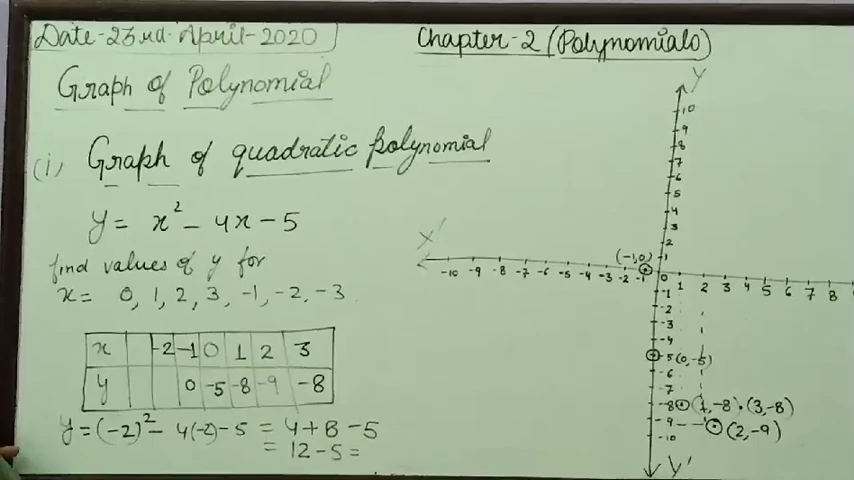 Date-23rd-April-2020
Chapter-2 (Polynomials)
Graph of Polynomial
(i) Graph of quadratic polynomial
y = x² - 4x - 5
find values of y for
x = 0, 1, 2, 3, -1, -2, -3
x -2 -1 0 1 2 3
y 0 -5 -8 -9 -8
y = (-2)² - 4(-2) - 5 = 4 + 8 - 5
= 12 - 5 =
Y
10
9
8
7
6
5
4
3
2
1
X'
(-1,0)
-10 -9 -8 -7 -6 -5 -4 -3 -2 -1 0 1 2 3 4 5 6 7 8
-1
-2
-3
-4
-5 (0,-5)
-6
-7
-8 (1,-8) (3,-8)
-9
(2,-9)
-10
Y'